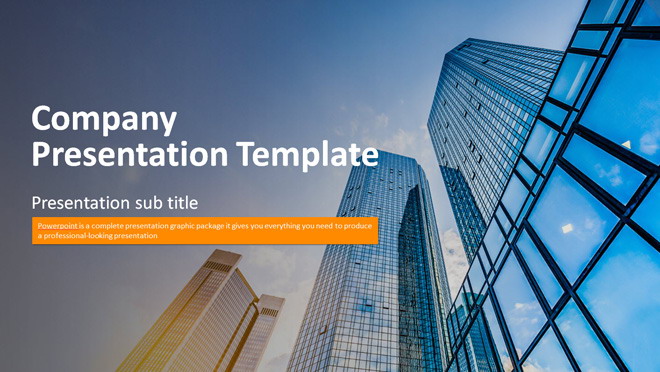 Company
Presentation Template
Presentation sub title
Powerpoint is a complete presentation graphic package it gives you everything you need to produce
a professional-looking presentation